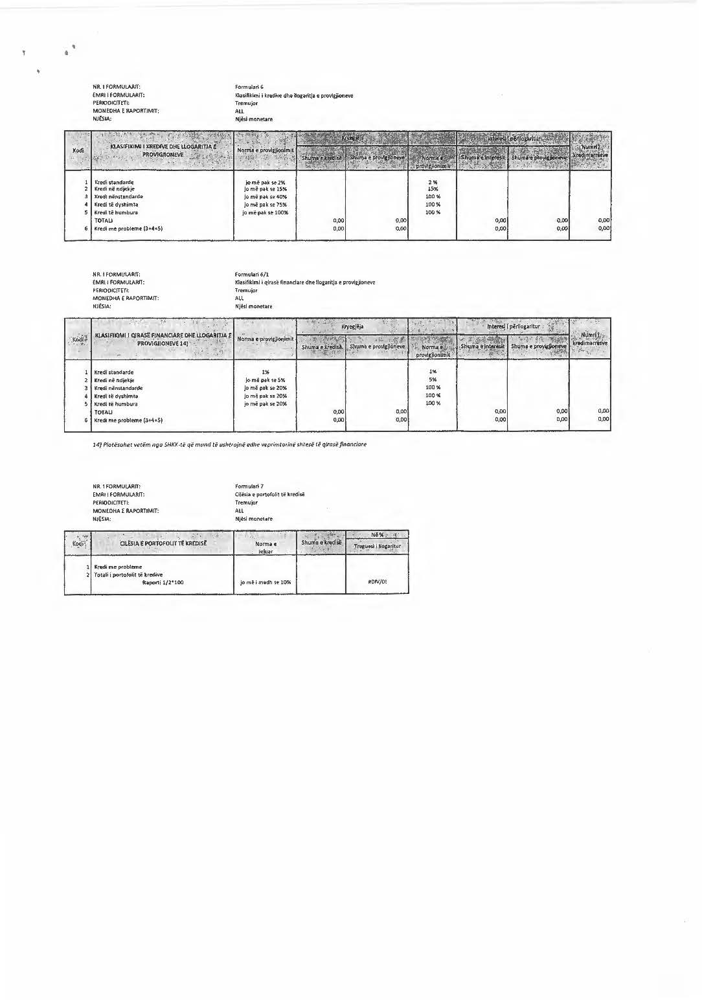 NR. I FORMULARIT: Formulari 6
EMRI I FORMULARIT: Klasifikimi i kredive dhe llogaritja e provigjioneve
PERIODICITETI: Tremujor
MONEDHA E RAPORTIMIT: ALL
NJËSIA: Njësi monetare
Kryegjëja Interesi i përllogaritur
Kodi KLASIFIKIMI I KREDIVE DHE LLOGARITJA E PROVIGJIONEVE Norma e provigjionimit Shuma e kredisë Shuma e provigjioneve Norma e provigjionimit Shuma e interesit Shuma e provigjioneve Numri i kredimarrësve
1 Kredi standarde jo më pak se 2% 2 %
2 Kredi në ndjekje jo më pak se 15% 15%
3 Kredi nënstandarde jo më pak se 40% 100 %
4 Kredi të dyshimta jo më pak se 75% 100 %
5 Kredi të humbura jo më pak se 100% 100 %
TOTALI 0,00 0,00 0,00 0,00 0,00
6 Kredi me probleme (3+4+5) 0,00 0,00 0,00 0,00 0,00
NR. I FORMULARIT: Formulari 6/1
EMRI I FORMULARIT: Klasifikimi i qirasë financiare dhe llogaritja e provigjioneve
PERIODICITETI: Tremujor
MONEDHA E RAPORTIMIT: ALL
NJËSIA: Njësi monetare
Kryegjëja Interesi i përllogaritur
Kodi KLASIFIKIMI I QIRASË FINANCIARE DHE LLOGARITJA E PROVIGJIONEVE 14) Norma e provigjionimit Shuma e kredisë Shuma e provigjioneve Norma e provigjionimit Shuma e interesit Shuma e provigjioneve Numri i kredimarrësve
1 Kredi standarde 1% 1%
2 Kredi në ndjekje jo më pak se 5% 5%
3 Kredi nënstandarde jo më pak se 20% 100 %
4 Kredi të dyshimta jo më pak se 20% 100 %
5 Kredi të humbura jo më pak se 20% 100 %
TOTALI 0,00 0,00 0,00 0,00 0,00
6 Kredi me probleme (3+4+5) 0,00 0,00 0,00 0,00 0,00
14) Plotësohet vetëm nga SHKK-të që mund të ushtrojnë edhe veprimtarinë shtesë të qirasë financiare
NR. I FORMULARIT: Formulari 7
EMRI I FORMULARIT: Cilësia e portofolit të kredisë
PERIODICITETI: Tremujor
MONEDHA E RAPORTIMIT: ALL
NJËSIA: Njësi monetare
Në %
Kodi CILËSIA E PORTOFOLIT TË KREDISË Norma e lejuar Shuma e kredisë Treguesi i llogaritur
1 Kredi me probleme
2 Totali i portofolit të kredive
Raporti 1/2*100 jo më i madh se 10% #DIV/0!